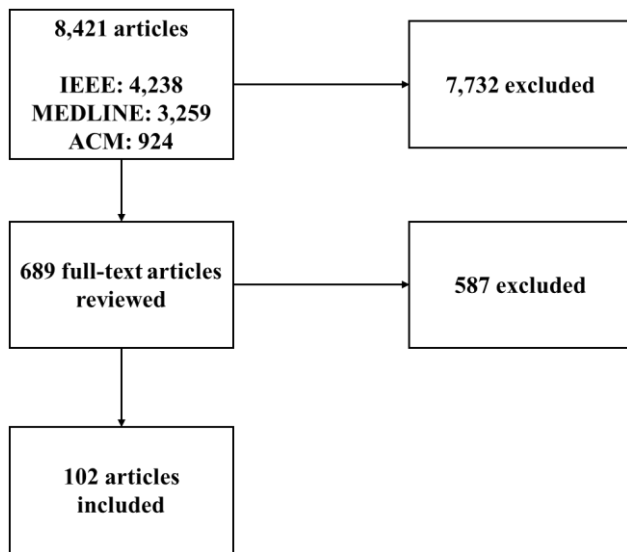 8,421 articles
IEEE: 4,238
MEDLINE: 3,259
ACM: 924
7,732 excluded
689 full-text articles
reviewed
587 excluded
102 articles
included